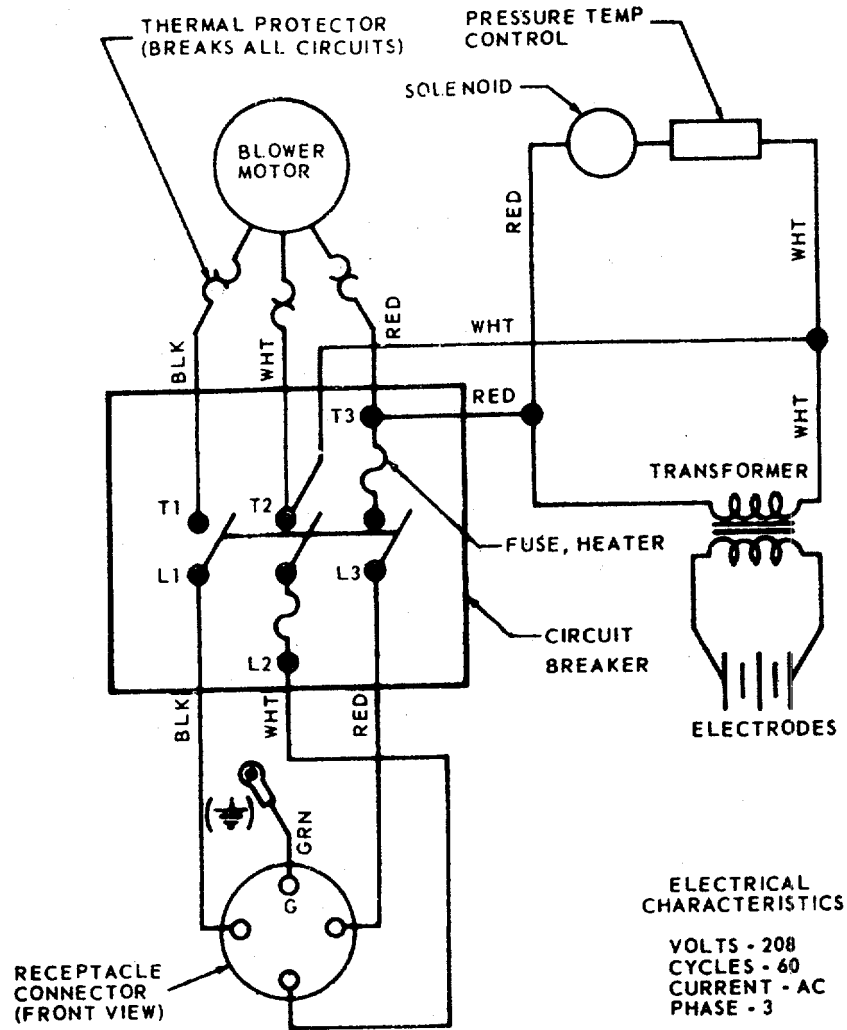 THERMAL PROTECTOR
(BREAKS ALL CIRCUITS)
PRESSURE TEMP
CONTROL
SOLENOID
BLOWER
MOTOR
RED
WHT
BLK
WHT
RED
WHT
RED
WHT
T3
TRANSFORMER
T1
T2
FUSE, HEATER
L1
L3
CIRCUIT
BREAKER
L2
ELECTRODES
BLK
WHT
RED
GRN
G
ELECTRICAL
CHARACTERISTICS
VOLTS - 208
CYCLES - 60
CURRENT - AC
PHASE - 3
RECEPTACLE
CONNECTOR
(FRONT VIEW)